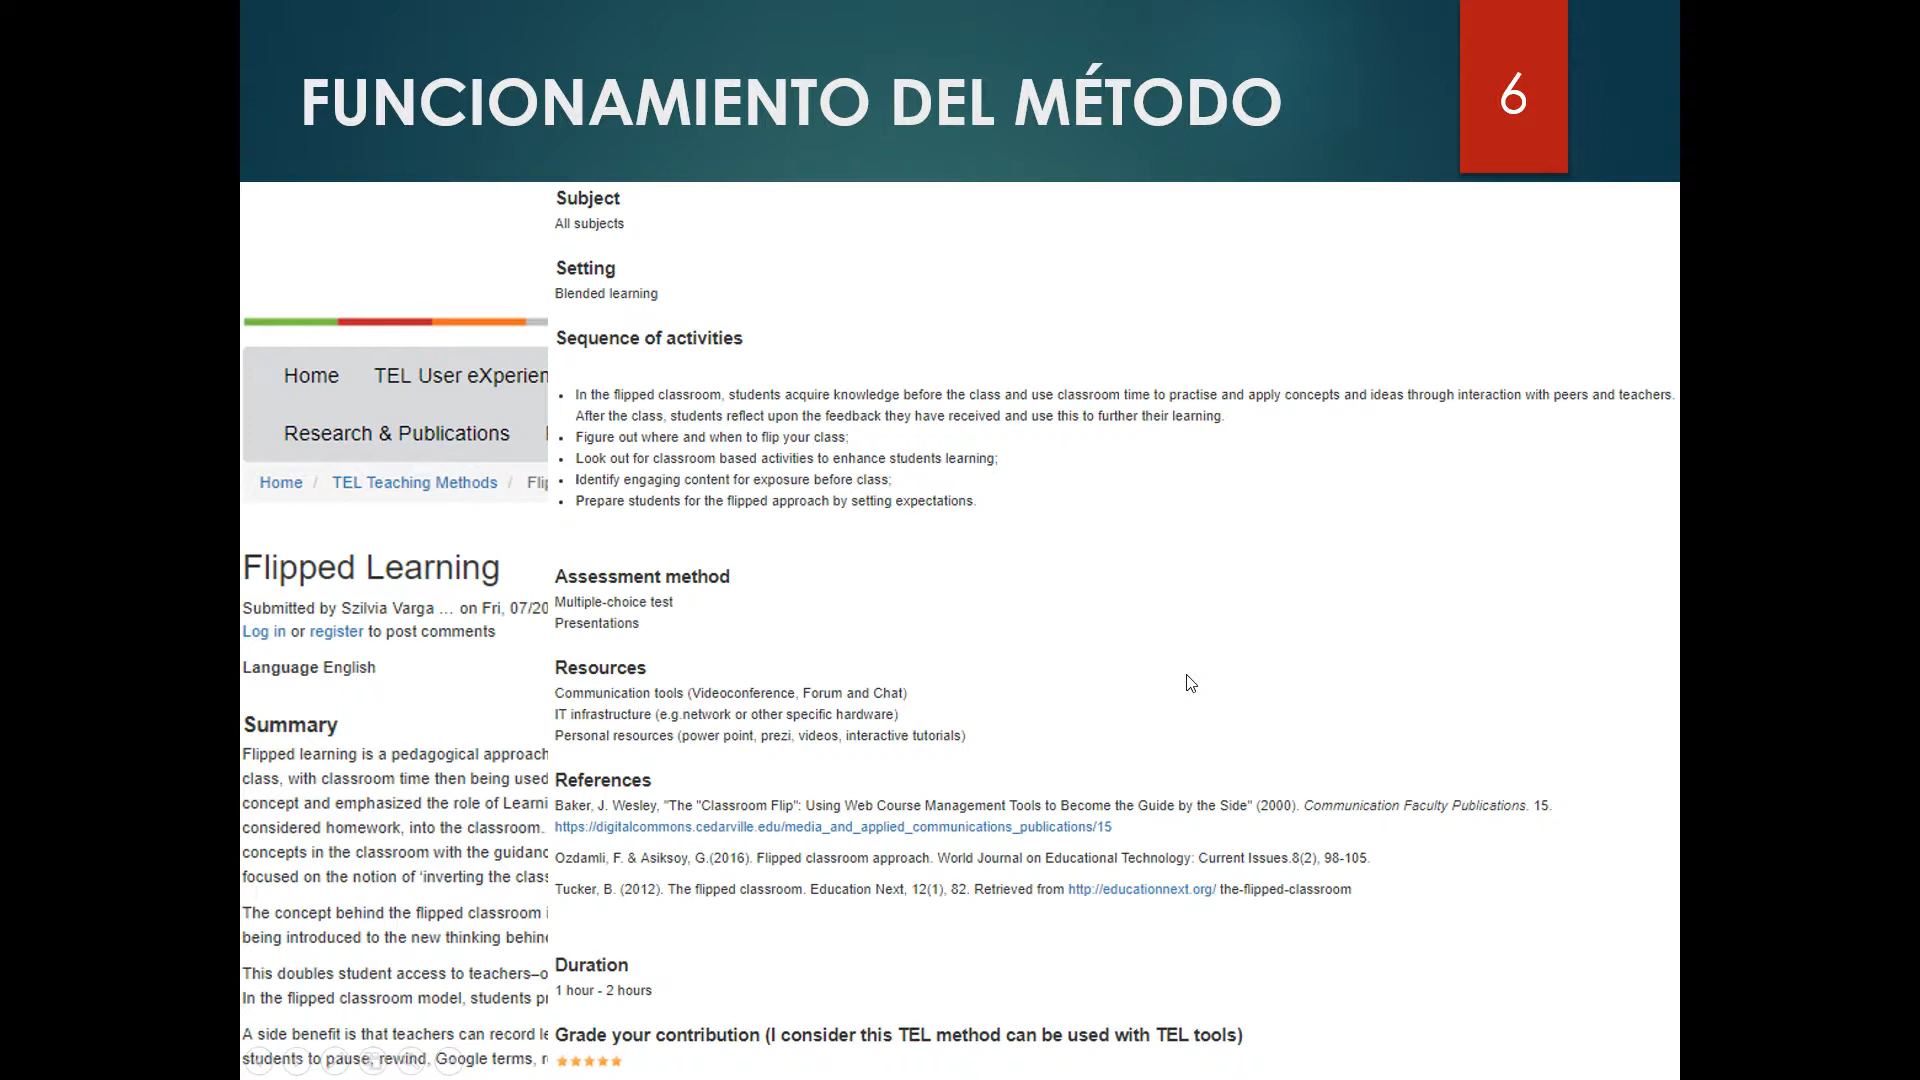 FUNCIONAMIENTO DEL MÉTODO
6
Home TEL User eXperien
Research & Publications
Home / TEL Teaching Methods / Flip
Flipped Learning
Submitted by Szilvia Varga ... on Fri, 07/20
Log in or register to post comments
Language English
Summary
Flipped learning is a pedagogical approach
class, with classroom time then being used
concept and emphasized the role of Learni
considered homework, into the classroom.
concepts in the classroom with the guidanc
focused on the notion of ‘inverting the class
The concept behind the flipped classroom i
being introduced to the new thinking behind
This doubles student access to teachers–o
In the flipped classroom model, students pr
A side benefit is that teachers can record le
students to pause, rewind, Google terms, r
Subject
All subjects
Setting
Blended learning
Sequence of activities
• In the flipped classroom, students acquire knowledge before the class and use classroom time to practise and apply concepts and ideas through interaction with peers and teachers.
After the class, students reflect upon the feedback they have received and use this to further their learning.
• Figure out where and when to flip your class;
• Look out for classroom based activities to enhance students learning;
• Identify engaging content for exposure before class;
• Prepare students for the flipped approach by setting expectations.
Assessment method
Multiple-choice test
Presentations
Resources
Communication tools (Videoconference, Forum and Chat)
IT infrastructure (e.g.network or other specific hardware)
Personal resources (power point, prezi, videos, interactive tutorials)
References
Baker, J. Wesley, "The "Classroom Flip": Using Web Course Management Tools to Become the Guide by the Side" (2000). Communication Faculty Publications. 15.
https://digitalcommons.cedarville.edu/media_and_applied_communications_publications/15
Ozdamli, F. & Asiksoy, G.(2016). Flipped classroom approach. World Journal on Educational Technology: Current Issues.8(2), 98-105.
Tucker, B. (2012). The flipped classroom. Education Next, 12(1), 82. Retrieved from http://educationnext.org/ the-flipped-classroom
Duration
1 hour - 2 hours
Grade your contribution (I consider this TEL method can be used with TEL tools)